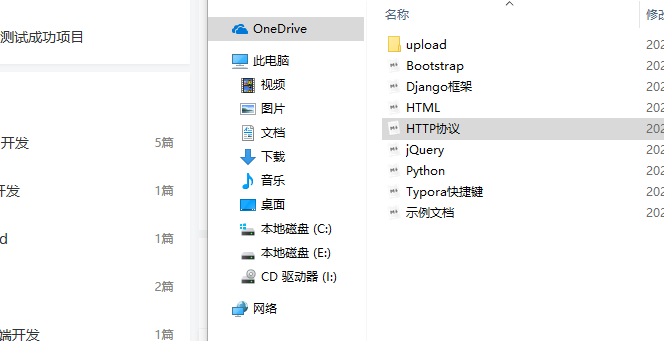 测试成功项目
开发
5篇
开发
1篇
d
1篇
2篇
端开发
1篇
OneDrive
此电脑
视频
图片
文档
下载
音乐
桌面
本地磁盘 (C:)
本地磁盘 (E:)
CD 驱动器 (I:)
网络
名称
修改
upload
202
Bootstrap
202
Django框架
202
HTML
202
HTTP协议
202
jQuery
202
Python
202
Typora快捷键
202
示例文档
202